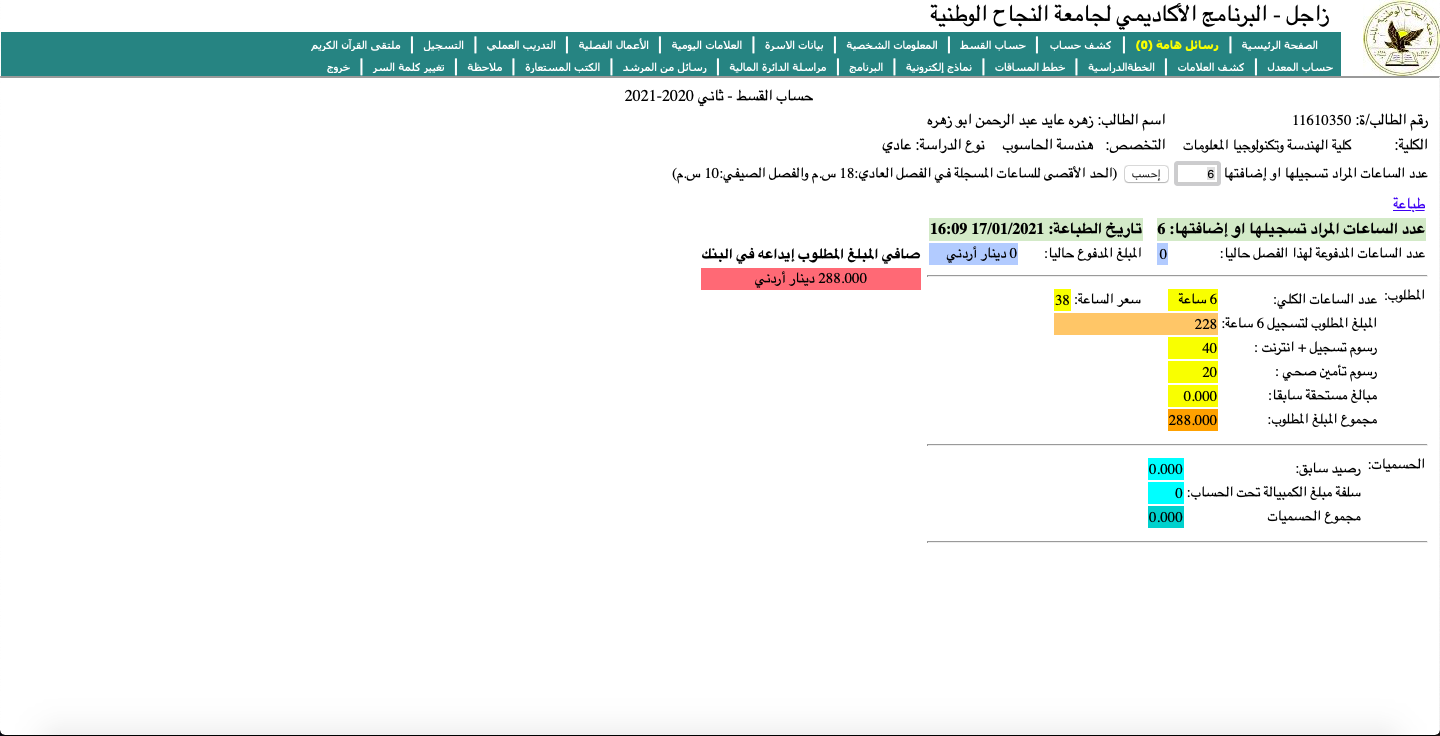 زاجل - البرنامج الأكاديمي لجامعة النجاح الوطنية
الصفحة الرئيسية | رسائل هامة (0) | كشف حساب | حساب القسط | المعلومات الشخصية | بيانات الاسرة | العلامات اليومية | الأعمال الفصلية | التدريب العملي | التسجيل | ملتقى القرآن الكريم
حساب المعدل | كشف العلامات | الخطةالدراسية | خطط المساقات | نماذج إلكترونية | البرنامج | مراسلة الدائرة المالية | رسائل من المرشد | الكتب المستعارة | ملاحظة | تغيير كلمة السر | خروج
حساب القسط - ثاني 2020-2021
رقم الطالب/ة: 11610350 اسم الطالب: زهره عايد عبد الرحمن ابو زهره
الكلية: كلية الهندسة وتكنولوجيا المعلومات التخصص: هندسة الحاسوب نوع الدراسة: عادي
عدد الساعات المراد تسجيلها او إضافتها 6 إحسب (الحد الأقصى للساعات المسجلة في الفصل العادي:18 س.م والفصل الصيفي:10 س.م)
طباعة
عدد الساعات المراد تسجيلها او إضافتها: 6 تاريخ الطباعة: 17/01/2021 16:09
عدد الساعات المدفوعة لهذا الفصل حاليا: 0 المبلغ المدفوع حاليا: 0 دينار أردني صافي المبلغ المطلوب إيداعه في البنك
288.000 دينار أردني
المطلوب: عدد الساعات الكلي: 6 ساعة سعر الساعة: 38
المبلغ المطلوب لتسجيل 6 ساعة: 228
رسوم تسجيل + انترنت : 40
رسوم تأمين صحي : 20
مبالغ مستحقة سابقا: 0.000
مجموع المبلغ المطلوب: 288.000
الحسميات: رصيد سابق: 0.000
سلفة مبلغ الكمبيالة تحت الحساب: 0
مجموع الحسميات 0.000